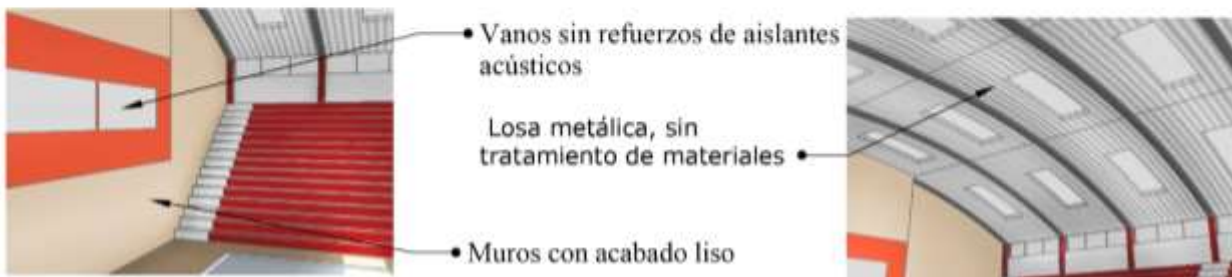 Vanos sin refuerzos de aislantes
acústicos
Losa metálica, sin
tratamiento de materiales
Muros con acabado liso